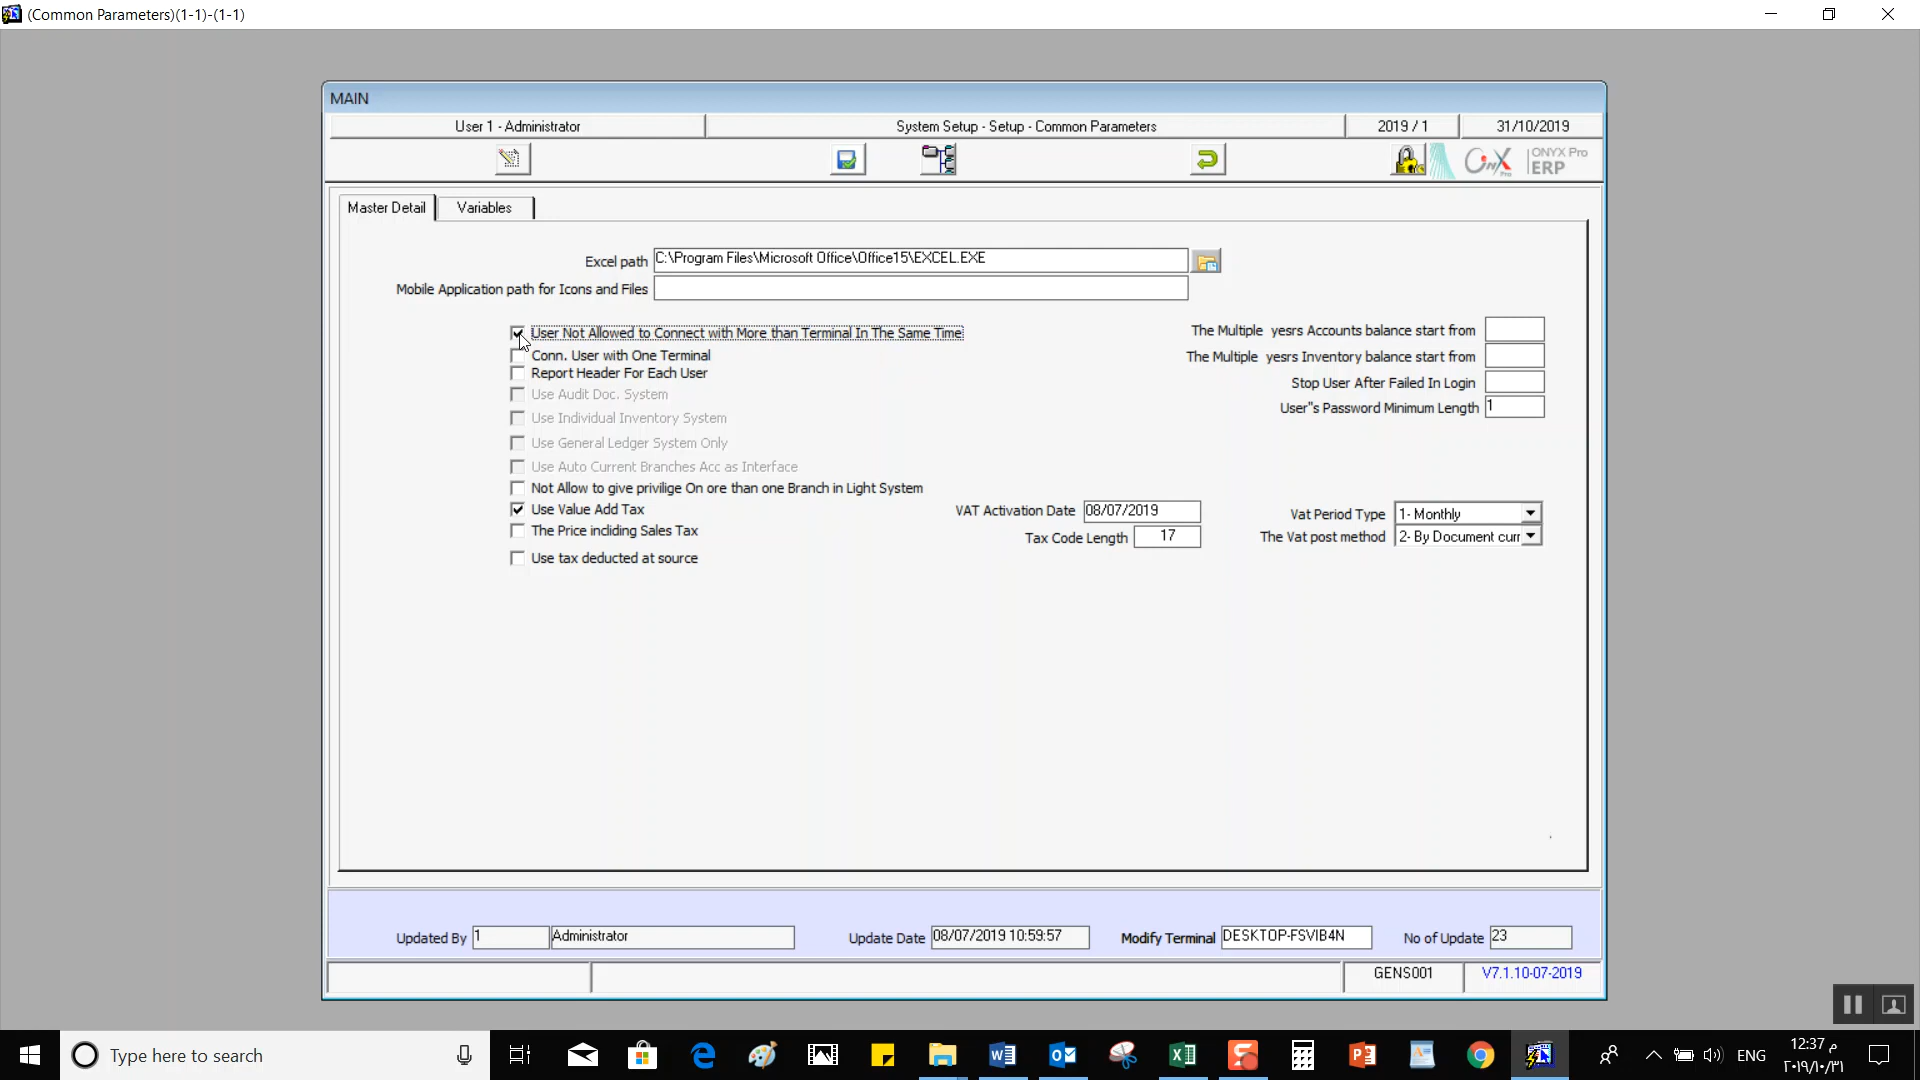 (Common Parameters)(1-1)-(1-1)
MAIN
User 1 - Administrator
System Setup - Setup - Common Parameters
2019 / 1
31/10/2019
OnyX Pro
ONYX Pro
ERP
Master Detail
Variables
Excel path C:\Program Files\Microsoft Office\Office15\EXCEL.EXE
Mobile Application path for Icons and Files
User Not Allowed to Connect with More than Terminal In The Same Time
The Multiple yesrs Accounts balance start from
Conn. User with One Terminal
The Multiple yesrs Inventory balance start from
Report Header For Each User
Stop User After Failed In Login
Use Audit Doc. System
User"s Password Minimum Length 1
Use Individual Inventory System
Use General Ledger System Only
Use Auto Current Branches Acc as Interface
Not Allow to give privilige On ore than one Branch in Light System
Use Value Add Tax
VAT Activation Date 08/07/2019
Vat Period Type 1- Monthly
The Price incliding Sales Tax
Tax Code Length 17
The Vat post method 2- By Document curr
Use tax deducted at source
Updated By 1 Administrator
Update Date 08/07/2019 10:59:57
Modify Terminal DESKTOP-FSVIB4N
No of Update 23
GENS001
V7.1.10-07-2019
Type here to search
ENG
12:37 م
٢٠١٩/١٠/٣١